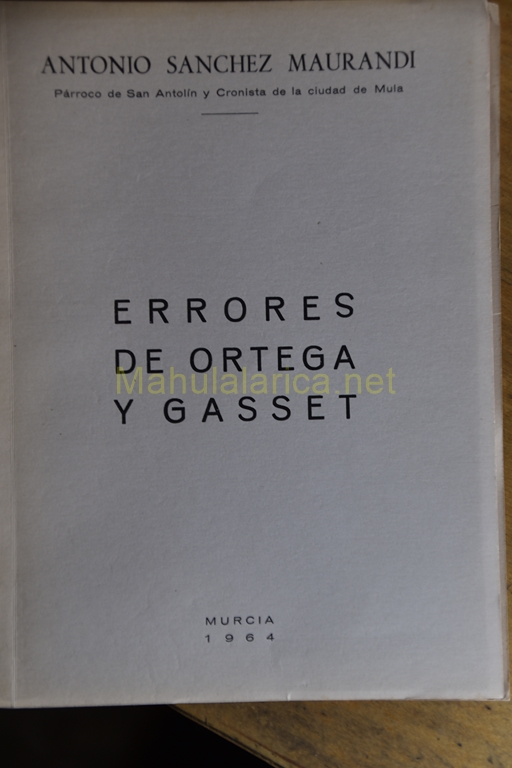 ANTONIO SANCHEZ MAURANDI
Párroco de San Antolín y Cronista de la ciudad de Mula
ERRORES
DE ORTEGA
Mahulalarica.net
Y GASSET
MURCIA
1964